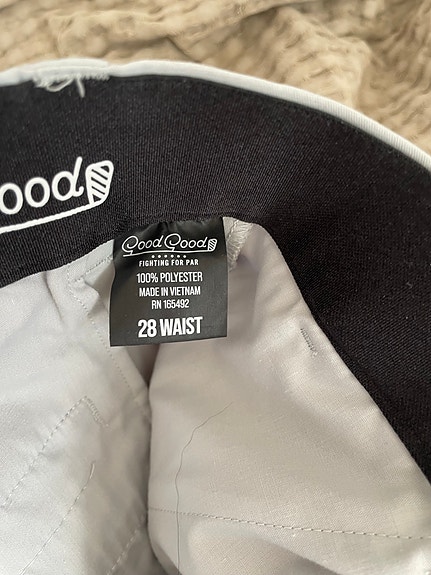 ood
Good Good
FIGHTING FOR PAR
100% POLYESTER
MADE IN VIETNAM
RN 165492
28 WAIST